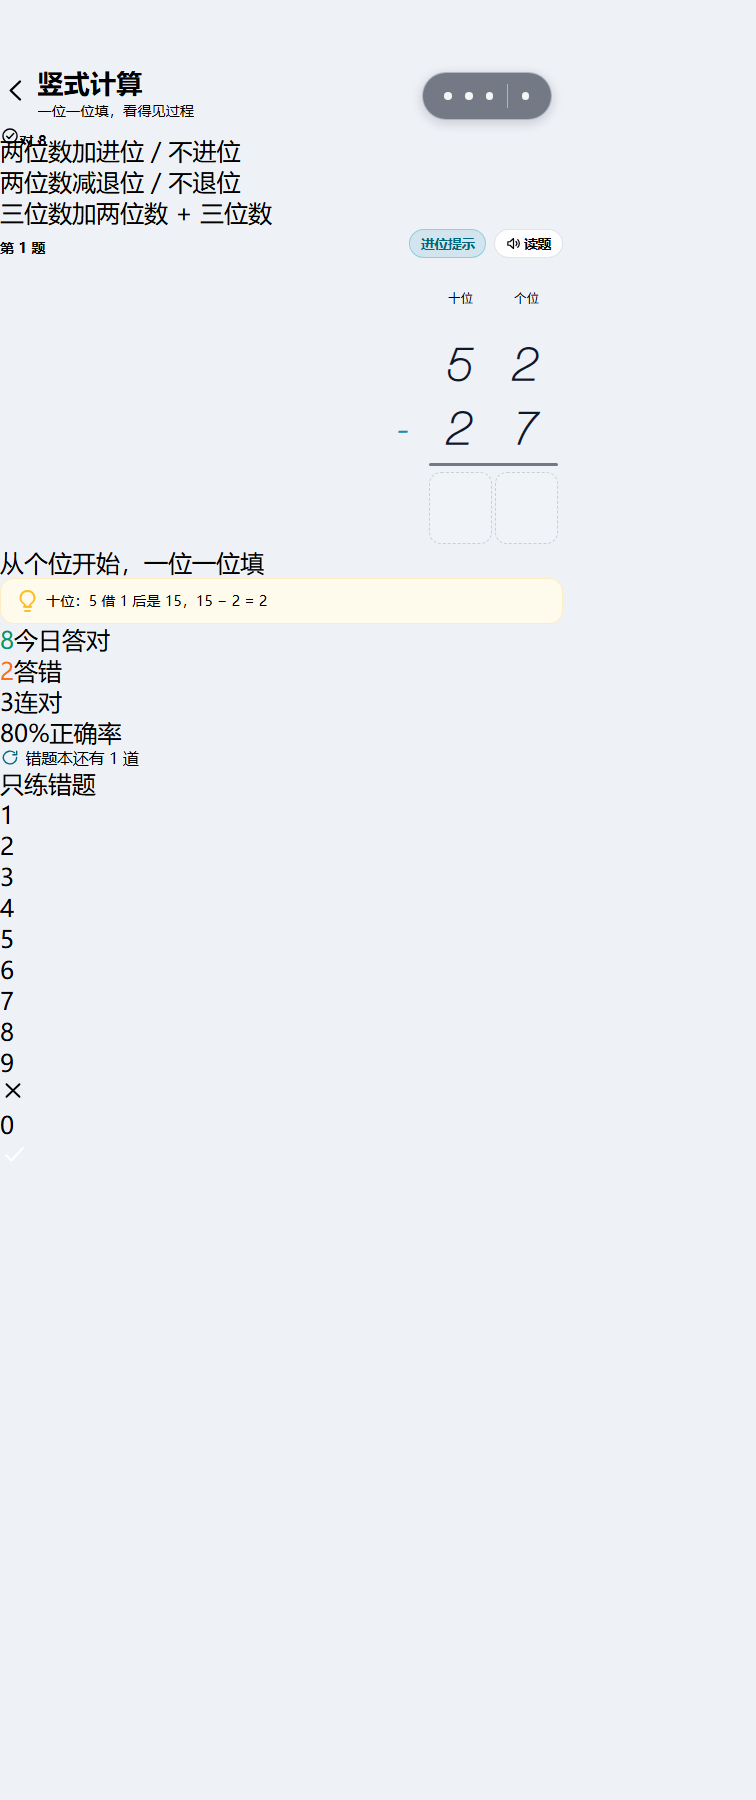 竖式计算
一位一位填，看得见过程
对 8
两位数加进位 / 不进位
两位数减退位 / 不退位
三位数加两位数 + 三位数
第 1 题
进位提示
读题
十位 个位
5 2
- 2 7
从个位开始，一位一位填
十位：5 借 1 后是 15，15 − 2 = 2
8今日答对
2答错
3连对
80%正确率
错题本还有 1 道
只练错题
1
2
3
4
5
6
7
8
9
0